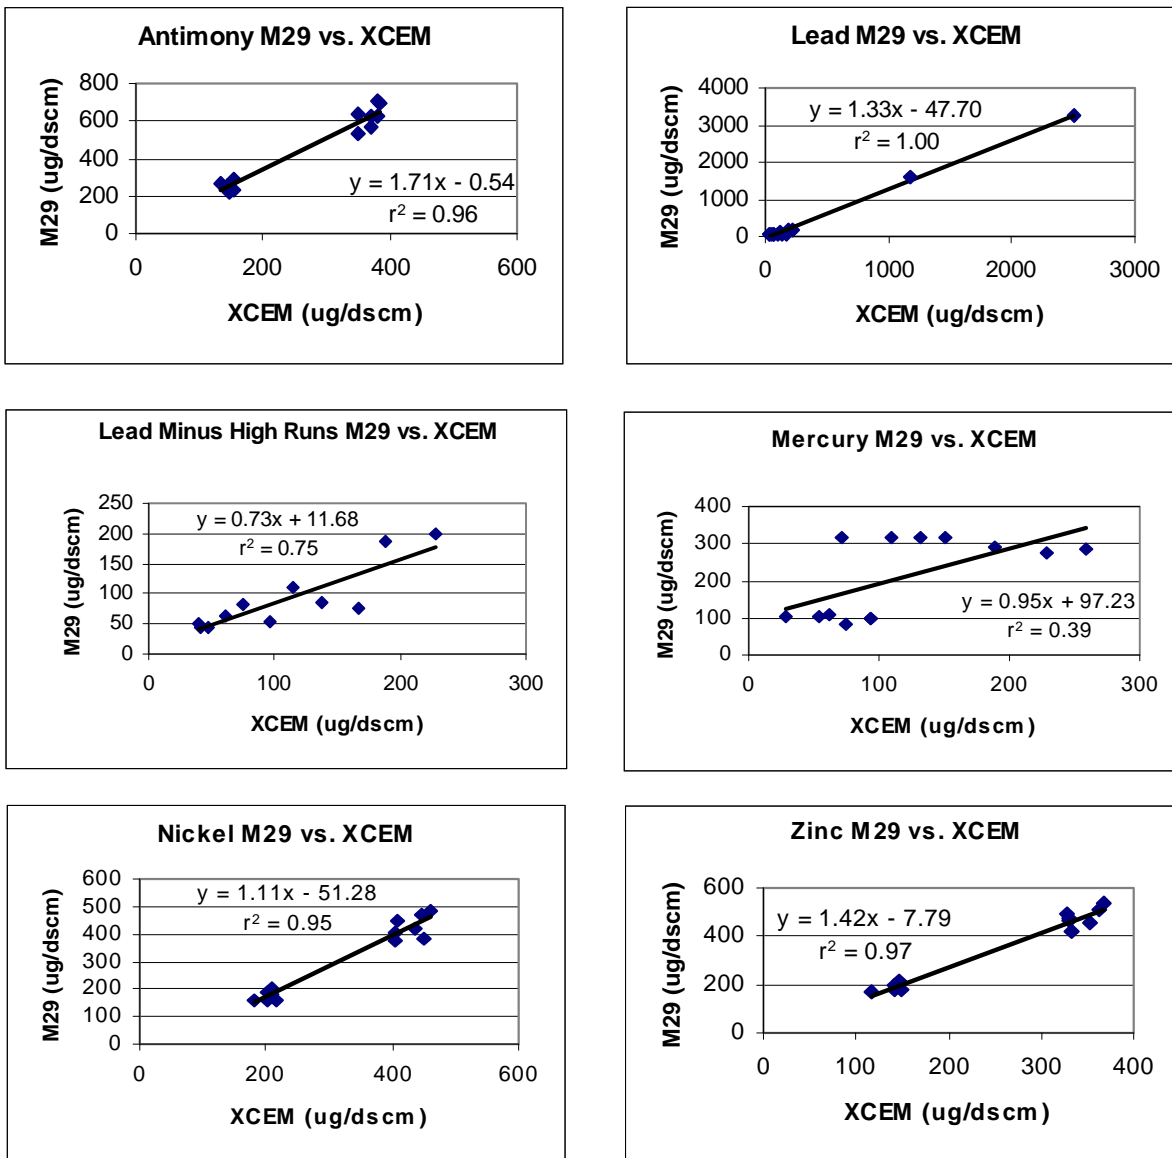 Antimony M29 vs. XCEM
M29 (ug/dscm)
800
600
400
200
0
y = 1.71x - 0.54
r² = 0.96
0 200 400 600
XCEM (ug/dscm)
Lead M29 vs. XCEM
M29 (ug/dscm)
4000
3000
2000
1000
0
y = 1.33x - 47.70
r² = 1.00
0 1000 2000 3000
XCEM (ug/dscm)
Lead Minus High Runs M29 vs. XCEM
M29 (ug/dscm)
250
200
150
100
50
0
y = 0.73x + 11.68
r² = 0.75
0 100 200 300
XCEM (ug/dscm)
Mercury M29 vs. XCEM
M29 (ug/dscm)
400
300
200
100
0
y = 0.95x + 97.23
r² = 0.39
0 100 200 300
XCEM (ug/dscm)
Nickel M29 vs. XCEM
M29 (ug/dscm)
600
500
400
300
200
100
0
y = 1.11x - 51.28
r² = 0.95
0 200 400 600
XCEM (ug/dscm)
Zinc M29 vs. XCEM
M29 (ug/dscm)
600
400
200
0
y = 1.42x - 7.79
r² = 0.97
0 100 200 300 400
XCEM (ug/dscm)